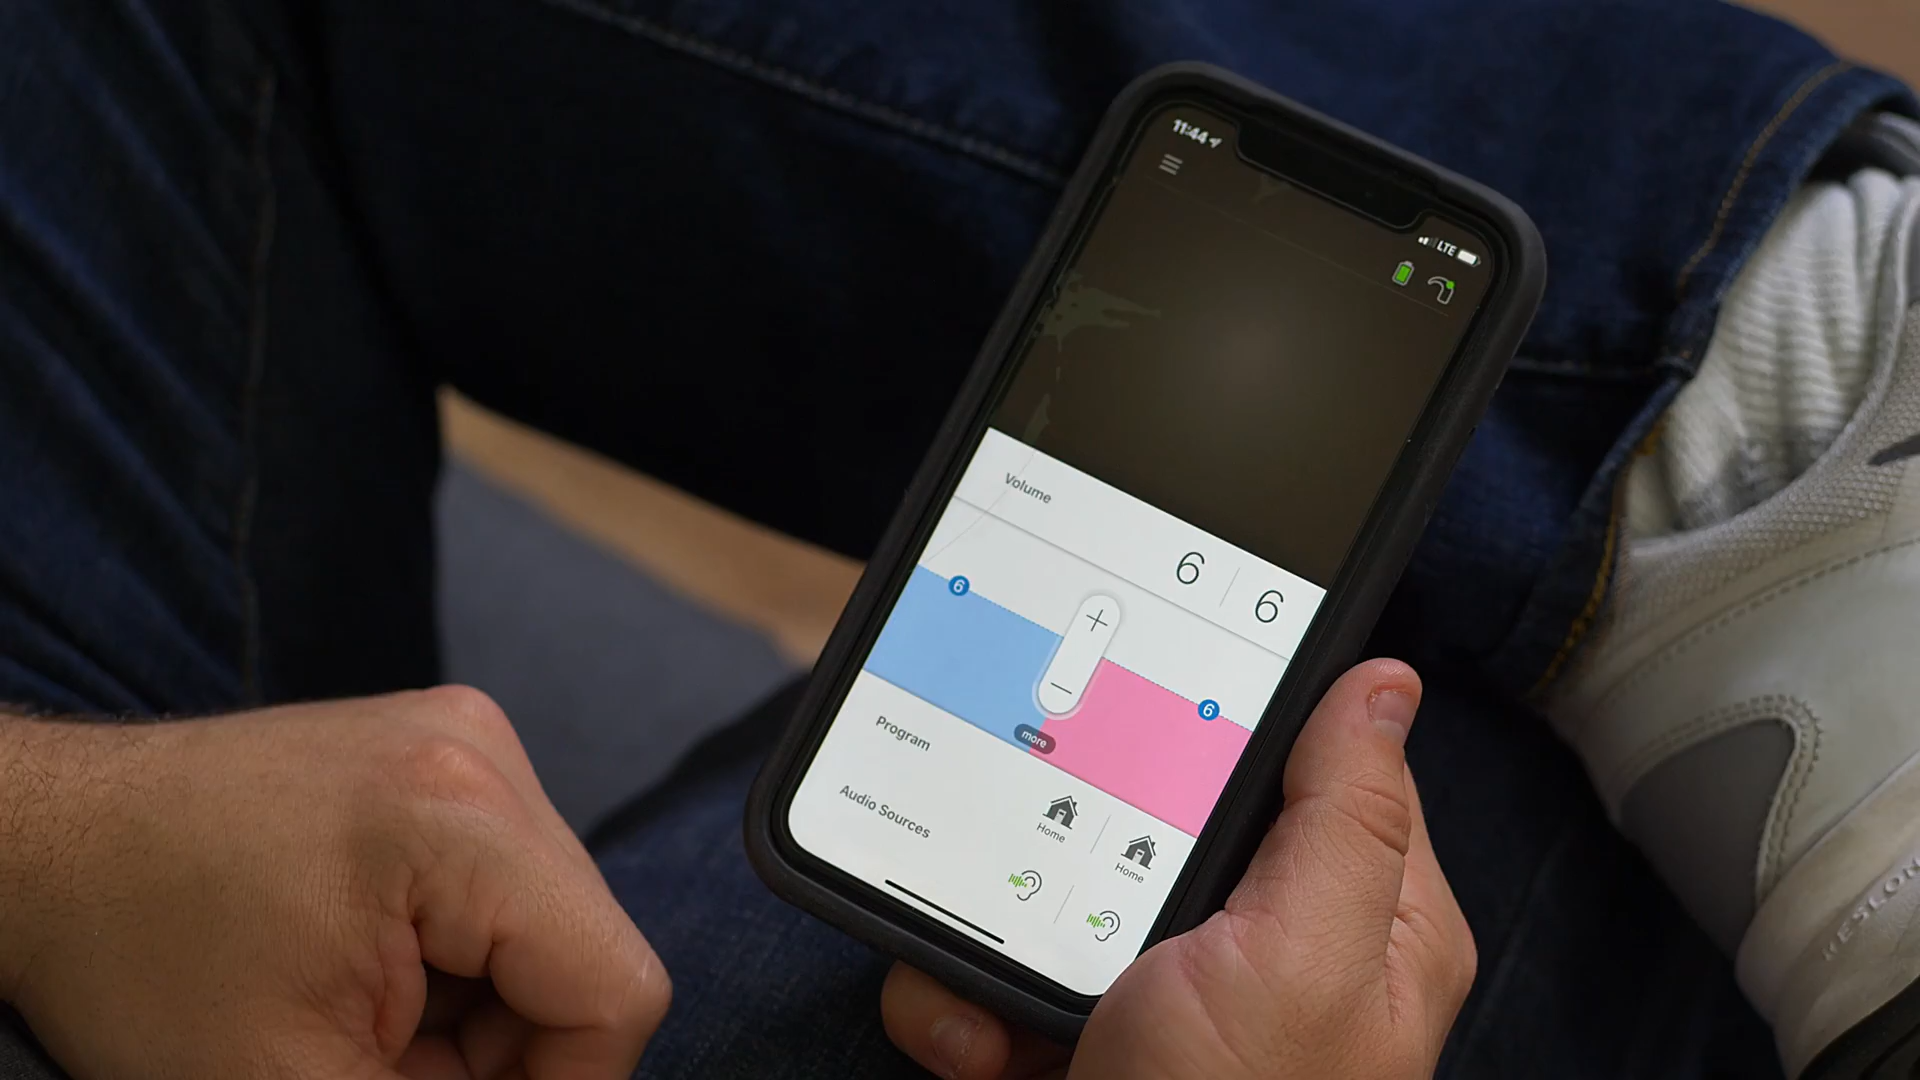 11:44
LTE
Volume
6
6
6
+
6
−
more
Program
Home
Home
Audio Sources